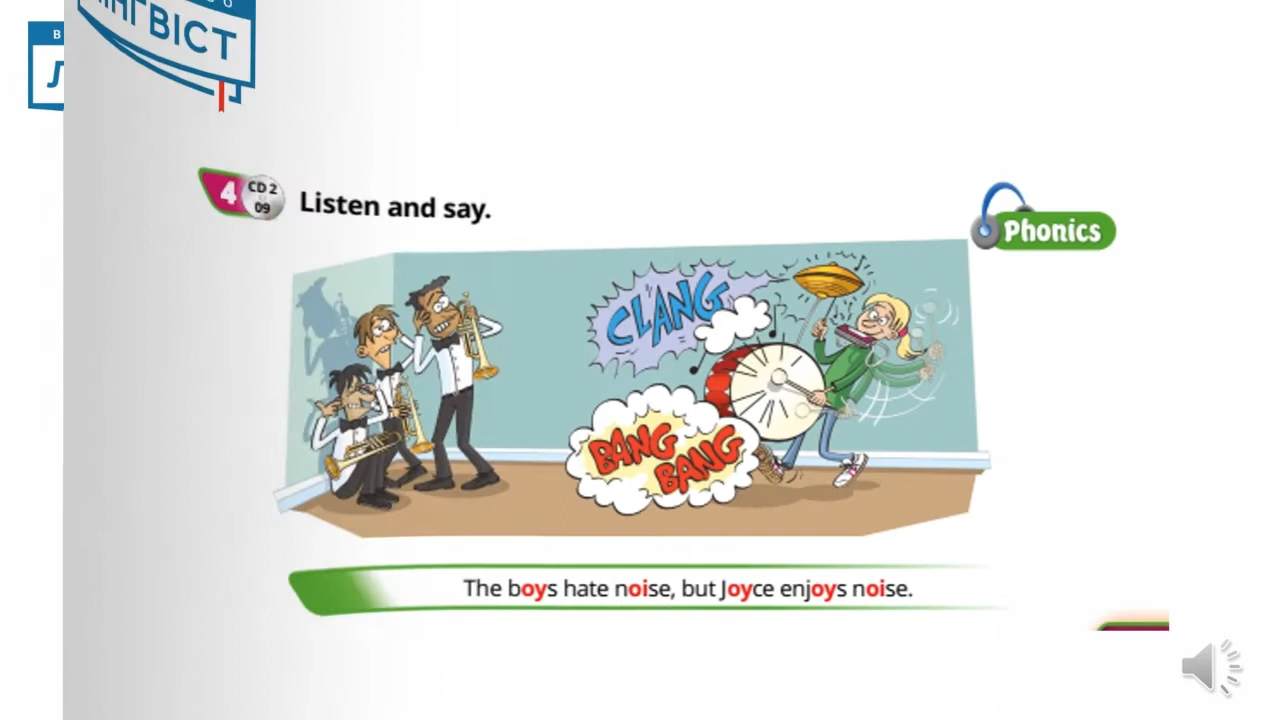 ІНГВІСТ
В
Л
4 CD 2 09 Listen and say.
Phonics
CLANG
BANG
BANG
The boys hate noise, but Joyce enjoys noise.